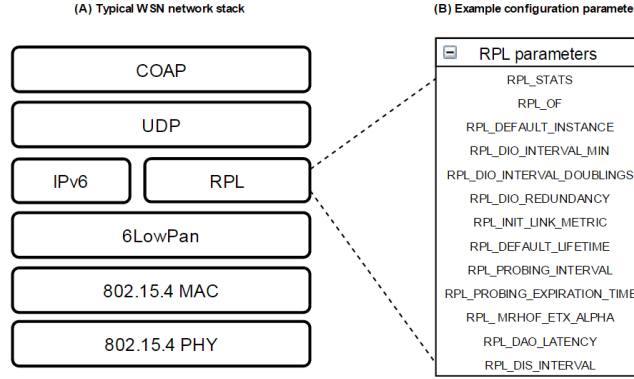 (A) Typical WSN network stack
COAP
UDP
IPv6 RPL
6LowPan
802.15.4 MAC
802.15.4 PHY
(B) Example configuration paramete
RPL parameters
RPL_STATS
RPL_OF
RPL_DEFAULT_INSTANCE
RPL_DIO_INTERVAL_MIN
RPL_DIO_INTERVAL_DOUBLINGS
RPL_DIO_REDUNDANCY
RPL_INIT_LINK_METRIC
RPL_DEFAULT_LIFETIME
RPL_PROBING_INTERVAL
RPL_PROBING_EXPIRATION_TIME
RPL_MRHOF_ETX_ALPHA
RPL_DAO_LATENCY
RPL_DIS_INTERVAL